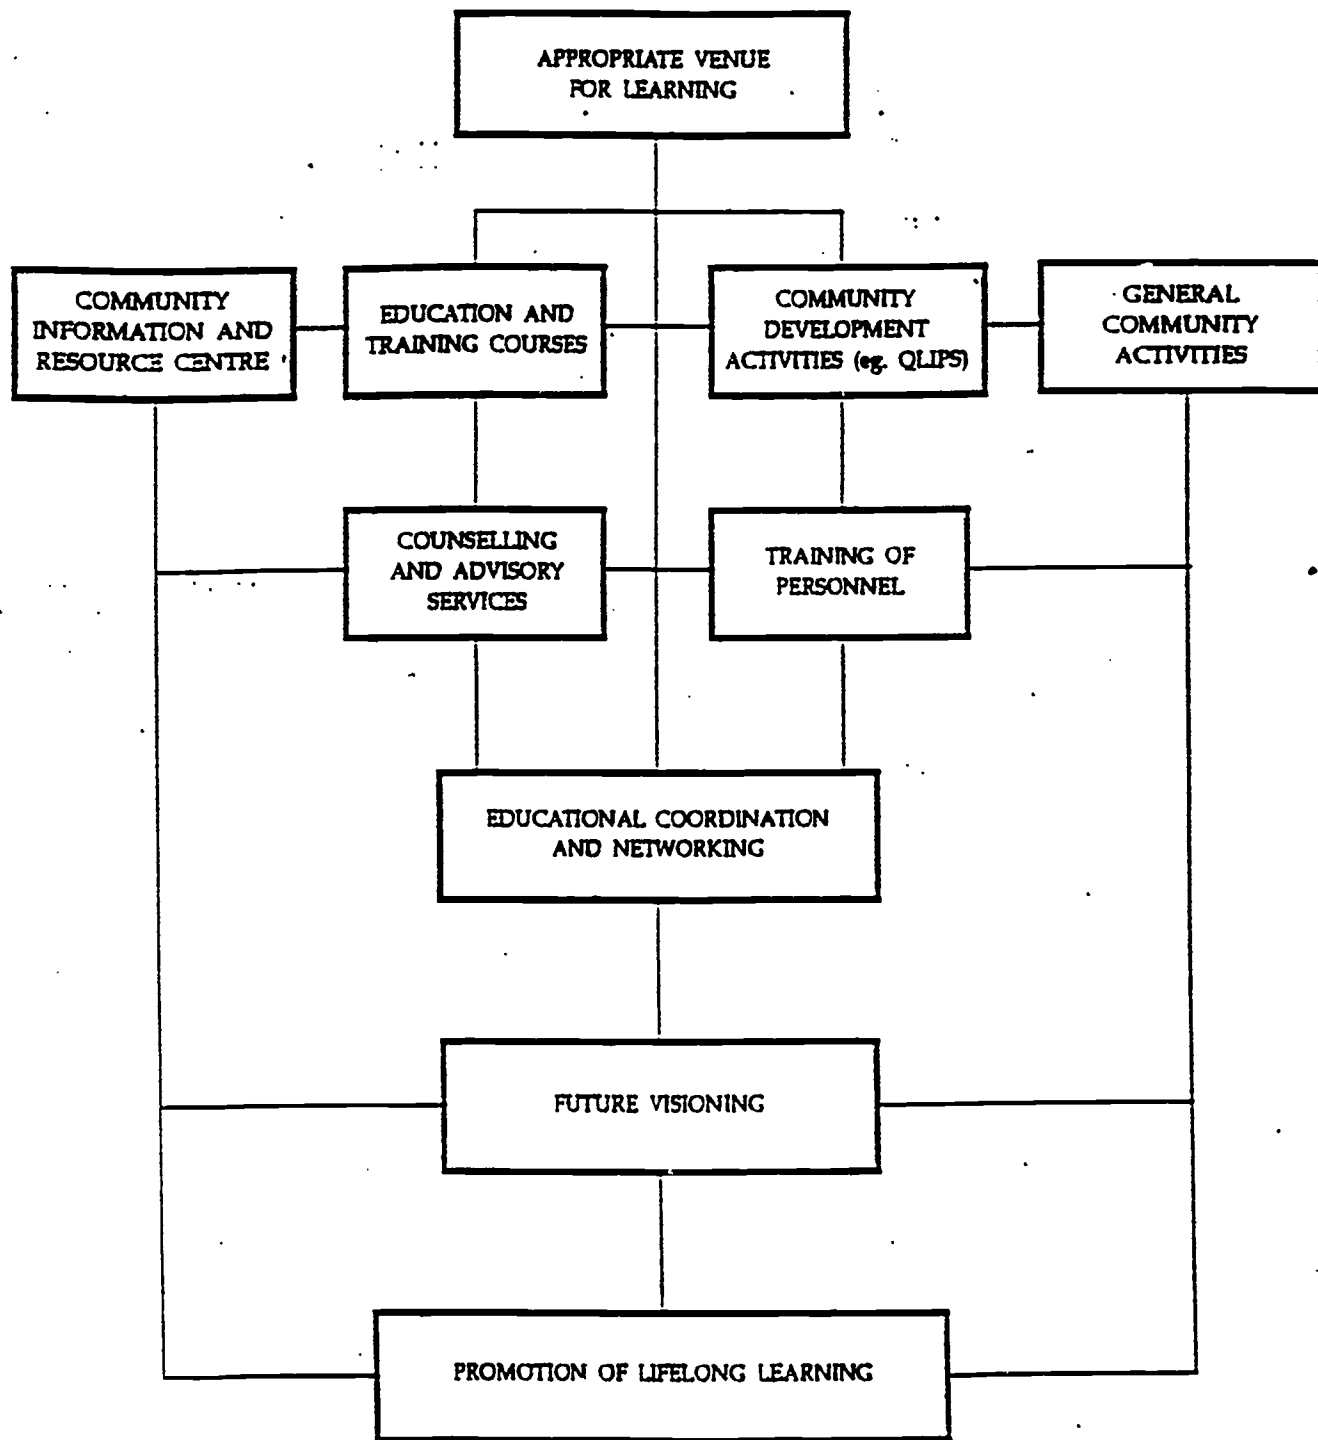 APPROPRIATE VENUE
FOR LEARNING
COMMUNITY
INFORMATION AND
RESOURCE CENTRE
EDUCATION AND
TRAINING COURSES
COMMUNITY
DEVELOPMENT
ACTIVITIES (eg. QLIPS)
GENERAL
COMMUNITY
ACTIVITIES
COUNSELLING
AND ADVISORY
SERVICES
TRAINING OF
PERSONNEL
EDUCATIONAL COORDINATION
AND NETWORKING
FUTURE VISIONING
PROMOTION OF LIFELONG LEARNING